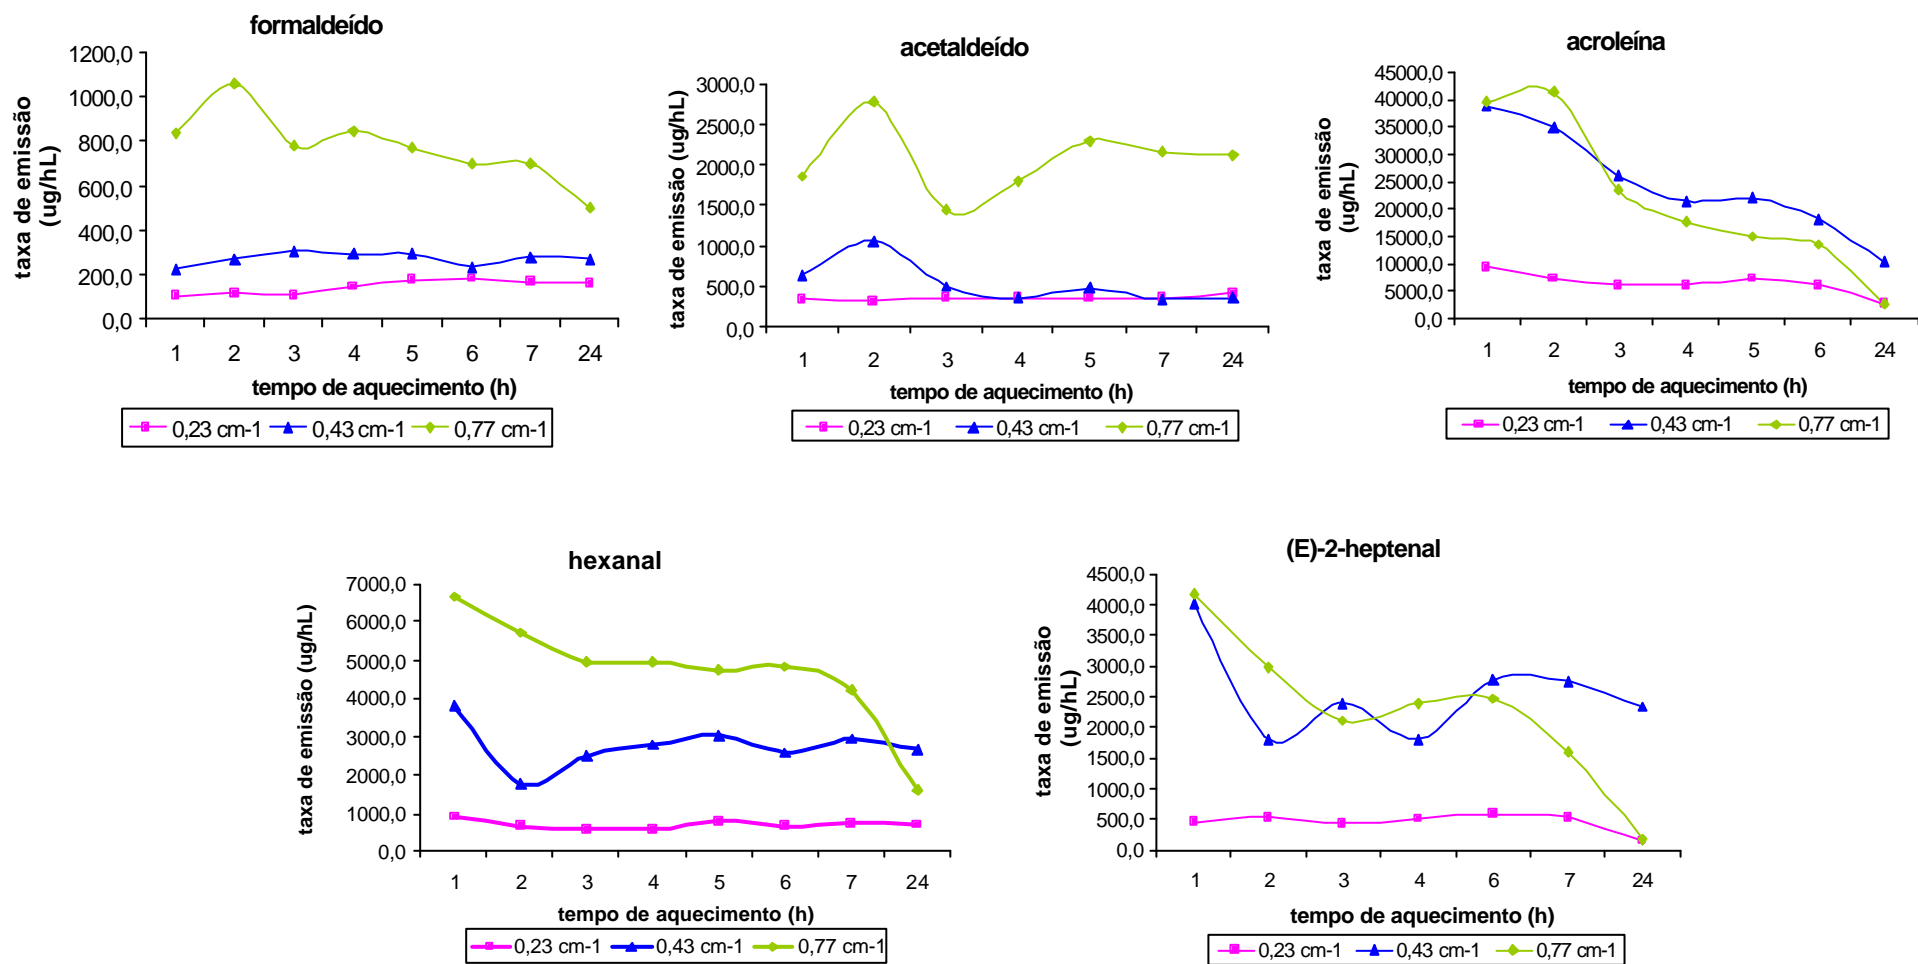 formaldeído
taxa de emissão
(ug/hL)
1200,0
1000,0
800,0
600,0
400,0
200,0
0,0
1 2 3 4 5 6 7 24
tempo de aquecimento (h)
0,23 cm-1 0,43 cm-1 0,77 cm-1
acetaldeído
taxa de emissão (ug/hL)
3000,0
2500,0
2000,0
1500,0
1000,0
500,0
0,0
1 2 3 4 5 7 24
tempo de aquecimento (h)
0,23 cm-1 0,43 cm-1 0,77 cm-1
acroleína
taxa de emissão
(ug/hL)
45000,0
40000,0
35000,0
30000,0
25000,0
20000,0
15000,0
10000,0
5000,0
0,0
1 2 3 4 5 6 24
tempo de aquecimento (h)
0,23 cm-1 0,43 cm-1 0,77 cm-1
hexanal
taxa de emissão (ug/hL)
7000,0
6000,0
5000,0
4000,0
3000,0
2000,0
1000,0
0,0
1 2 3 4 5 6 7 24
tempo de aquecimento (h)
0,23 cm-1 0,43 cm-1 0,77 cm-1
(E)-2-heptenal
taxa de emissão
(ug/hL)
4500,0
4000,0
3500,0
3000,0
2500,0
2000,0
1500,0
1000,0
500,0
0,0
1 2 3 4 6 7 24
tempo de aquecimento (h)
0,23 cm-1 0,43 cm-1 0,77 cm-1